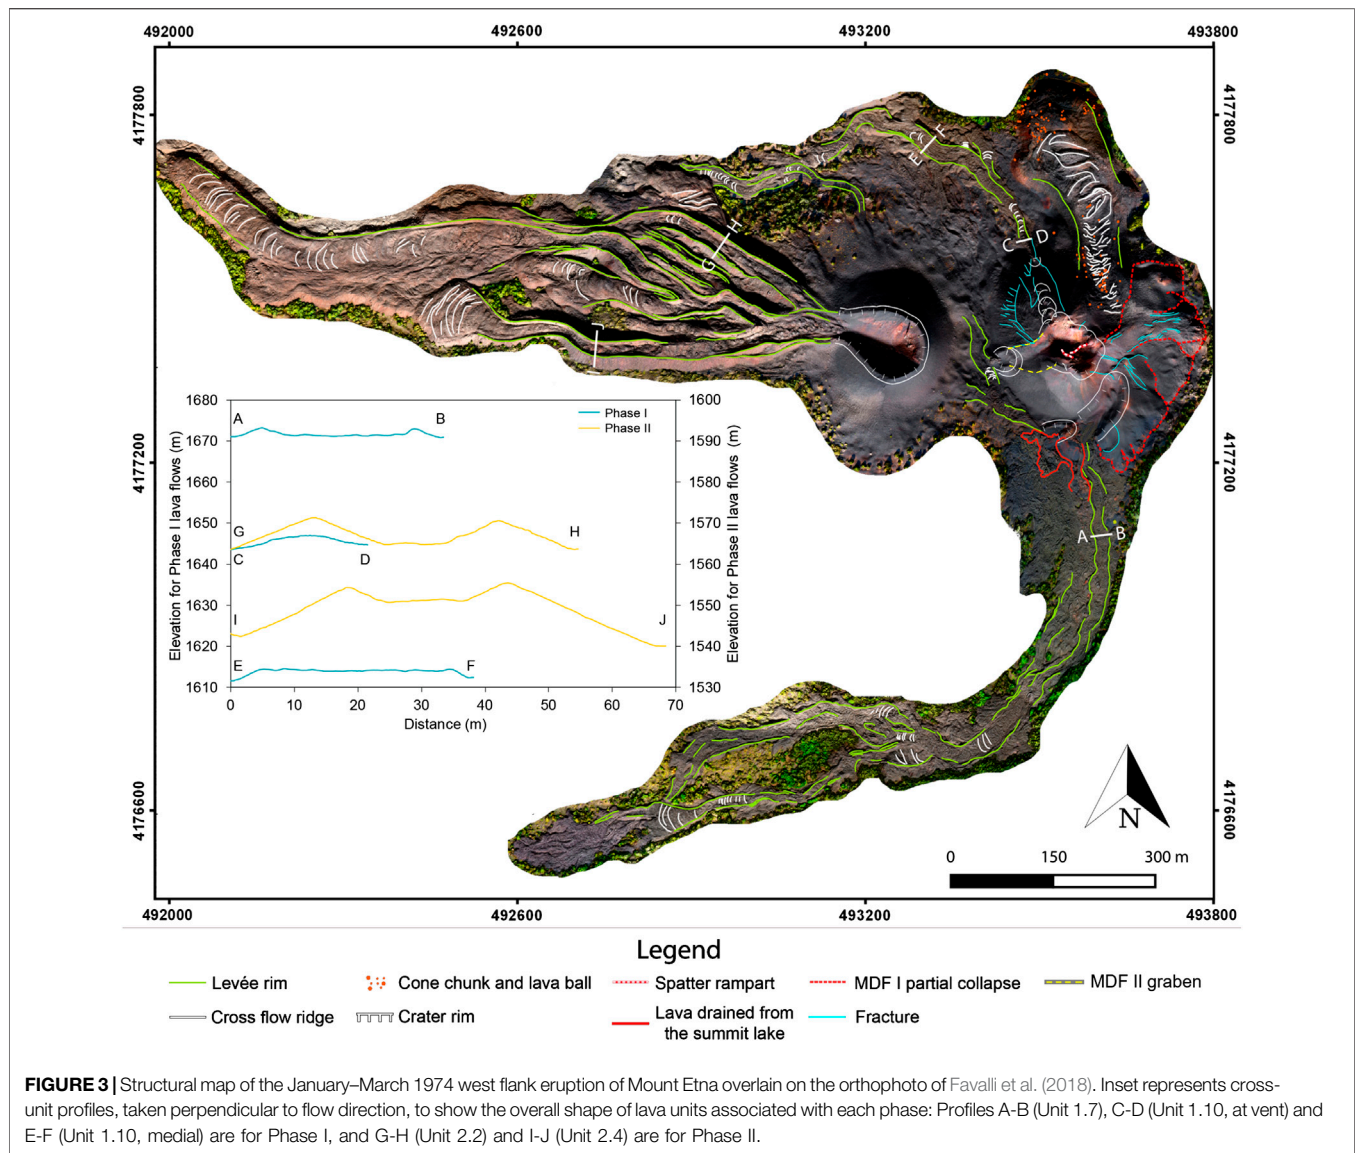 492000 492600 493200 493800
4177800 4177800
4177200 4177200
4176600 4176600
E F
C D
G H
J
A B
1680 1600
1670 1590
1660 1580
1650 1570
1640 1560
1630 1550
1620 1540
1610 1530
Elevation for Phase I lava flows (m)
Elevation for Phase II lava flows (m)
A B
Phase I
Phase II
G H
C D
I J
E F
0 10 20 30 40 50 60 70
Distance (m)
N
0 150 300 m
492000 492600 493200 493800
Legend
Levée rim Cone chunk and lava ball Spatter rampart MDF I partial collapse MDF II graben
Cross flow ridge Crater rim Lava drained from Fracture
the summit lake
FIGURE 3 | Structural map of the January–March 1974 west flank eruption of Mount Etna overlain on the orthophoto of Favalli et al. (2018). Inset represents cross-
unit profiles, taken perpendicular to flow direction, to show the overall shape of lava units associated with each phase: Profiles A-B (Unit 1.7), C-D (Unit 1.10, at vent) and
E-F (Unit 1.10, medial) are for Phase I, and G-H (Unit 2.2) and I-J (Unit 2.4) are for Phase II.